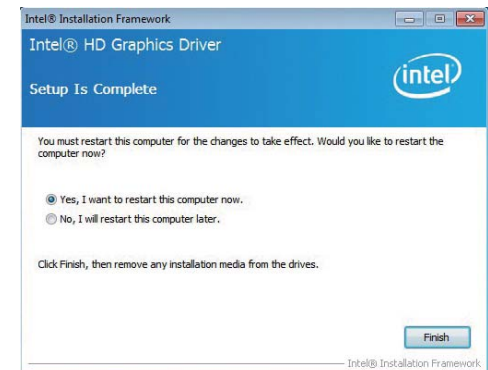 Intel® Installation Framework
Intel® HD Graphics Driver
intel
Setup Is Complete
You must restart this computer for the changes to take effect. Would you like to restart the
computer now?
Yes, I want to restart this computer now.
No, I will restart this computer later.
Click Finish, then remove any installation media from the drives.
Finish
Intel® Installation Framework